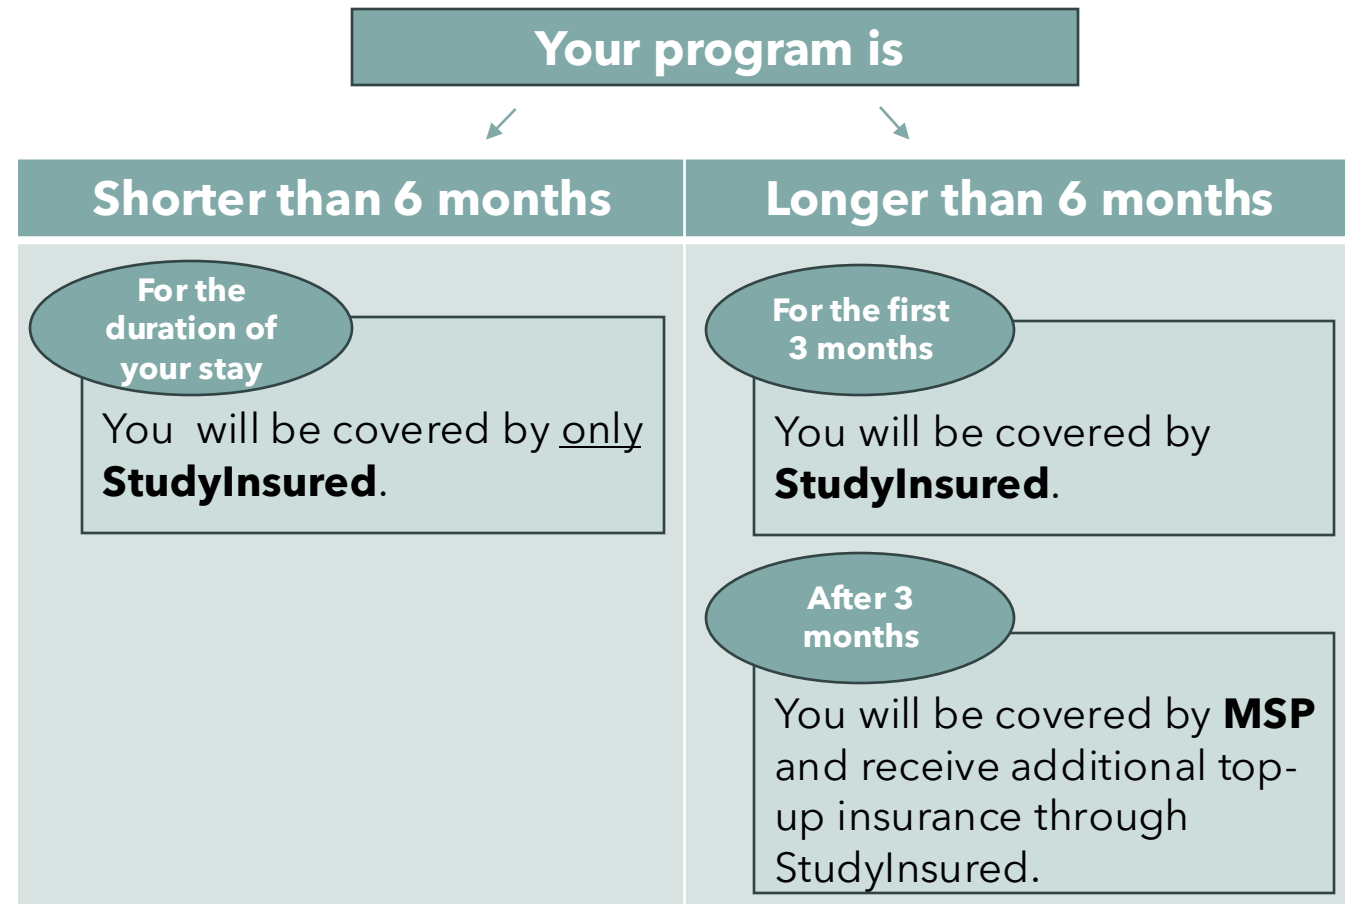 Your program is
Shorter than 6 months
Longer than 6 months
For the
duration of
your stay
You will be covered by only
StudyInsured.
For the first
3 months
You will be covered by
StudyInsured.
After 3
months
You will be covered by MSP
and receive additional top-
up insurance through
StudyInsured.